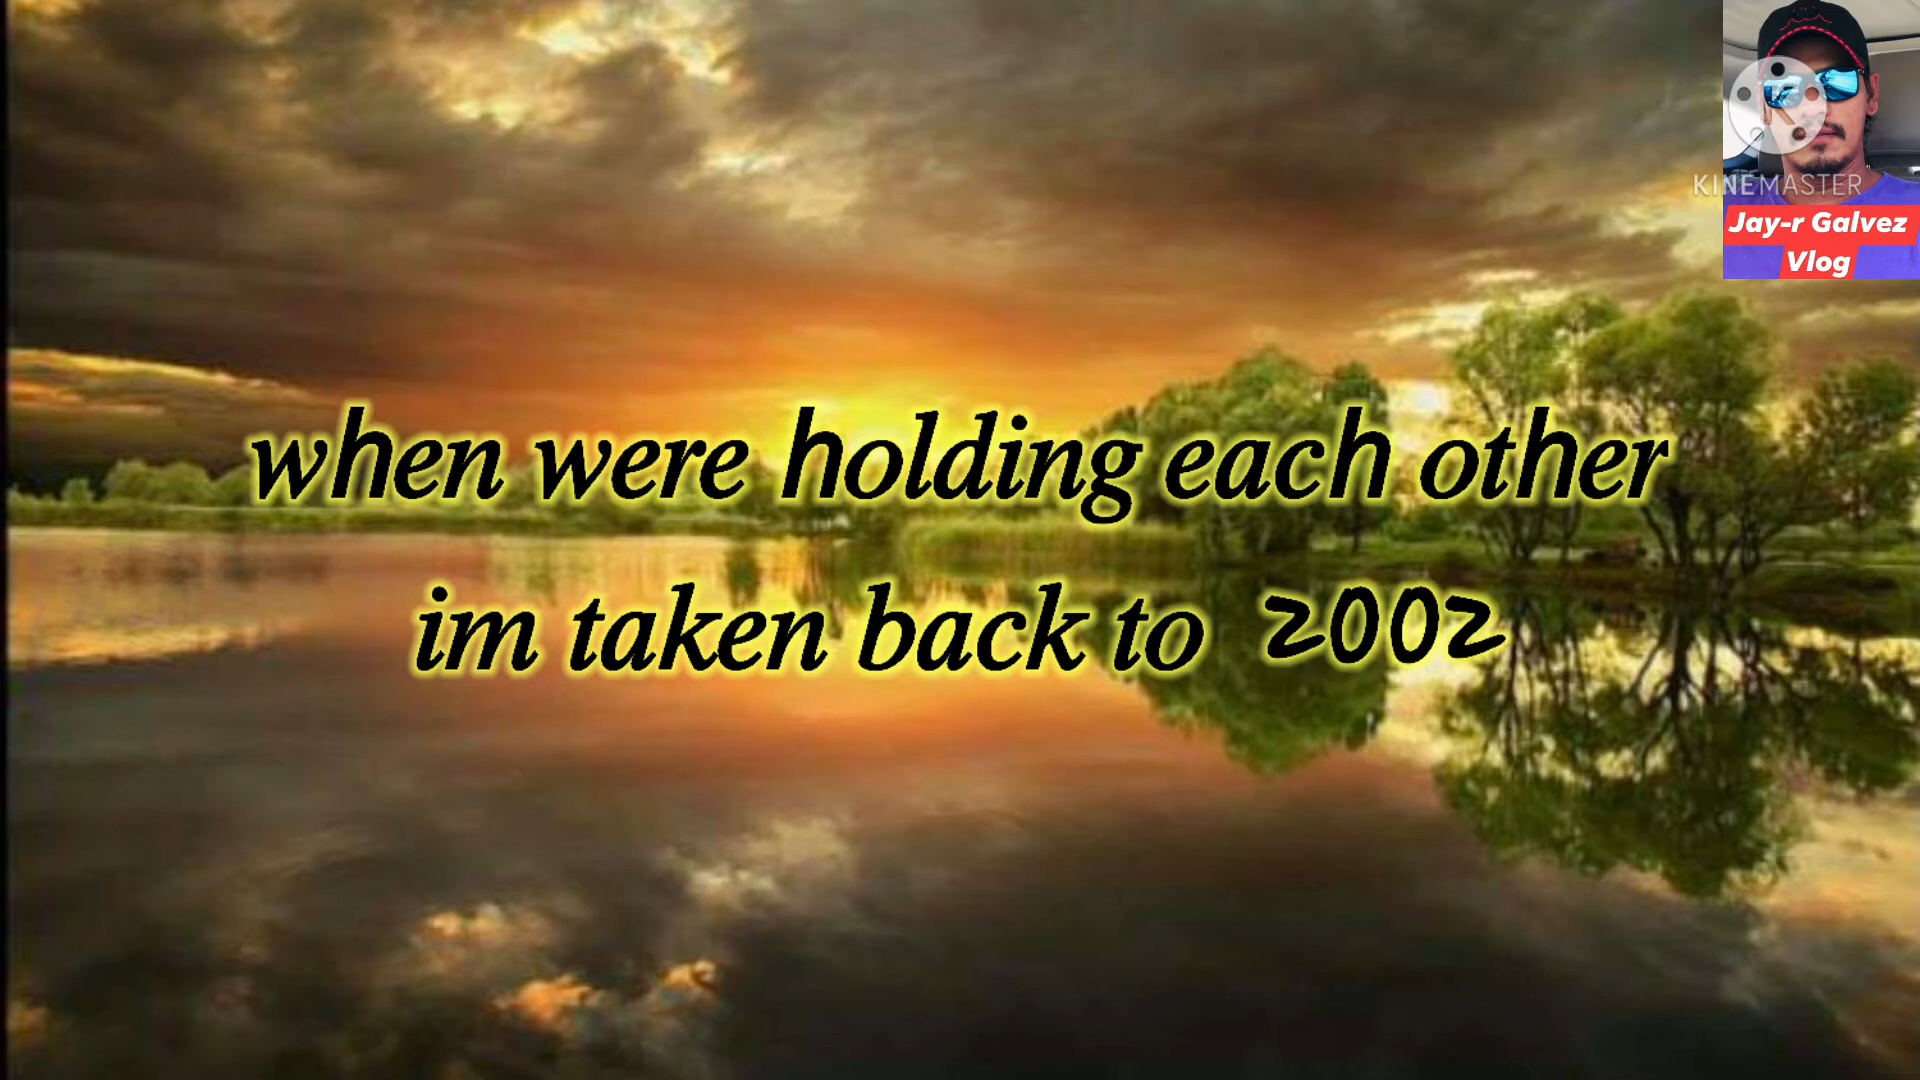 KINEMASTER
Jay-r Galvez
Vlog
when were holding each other
im taken back to 2002